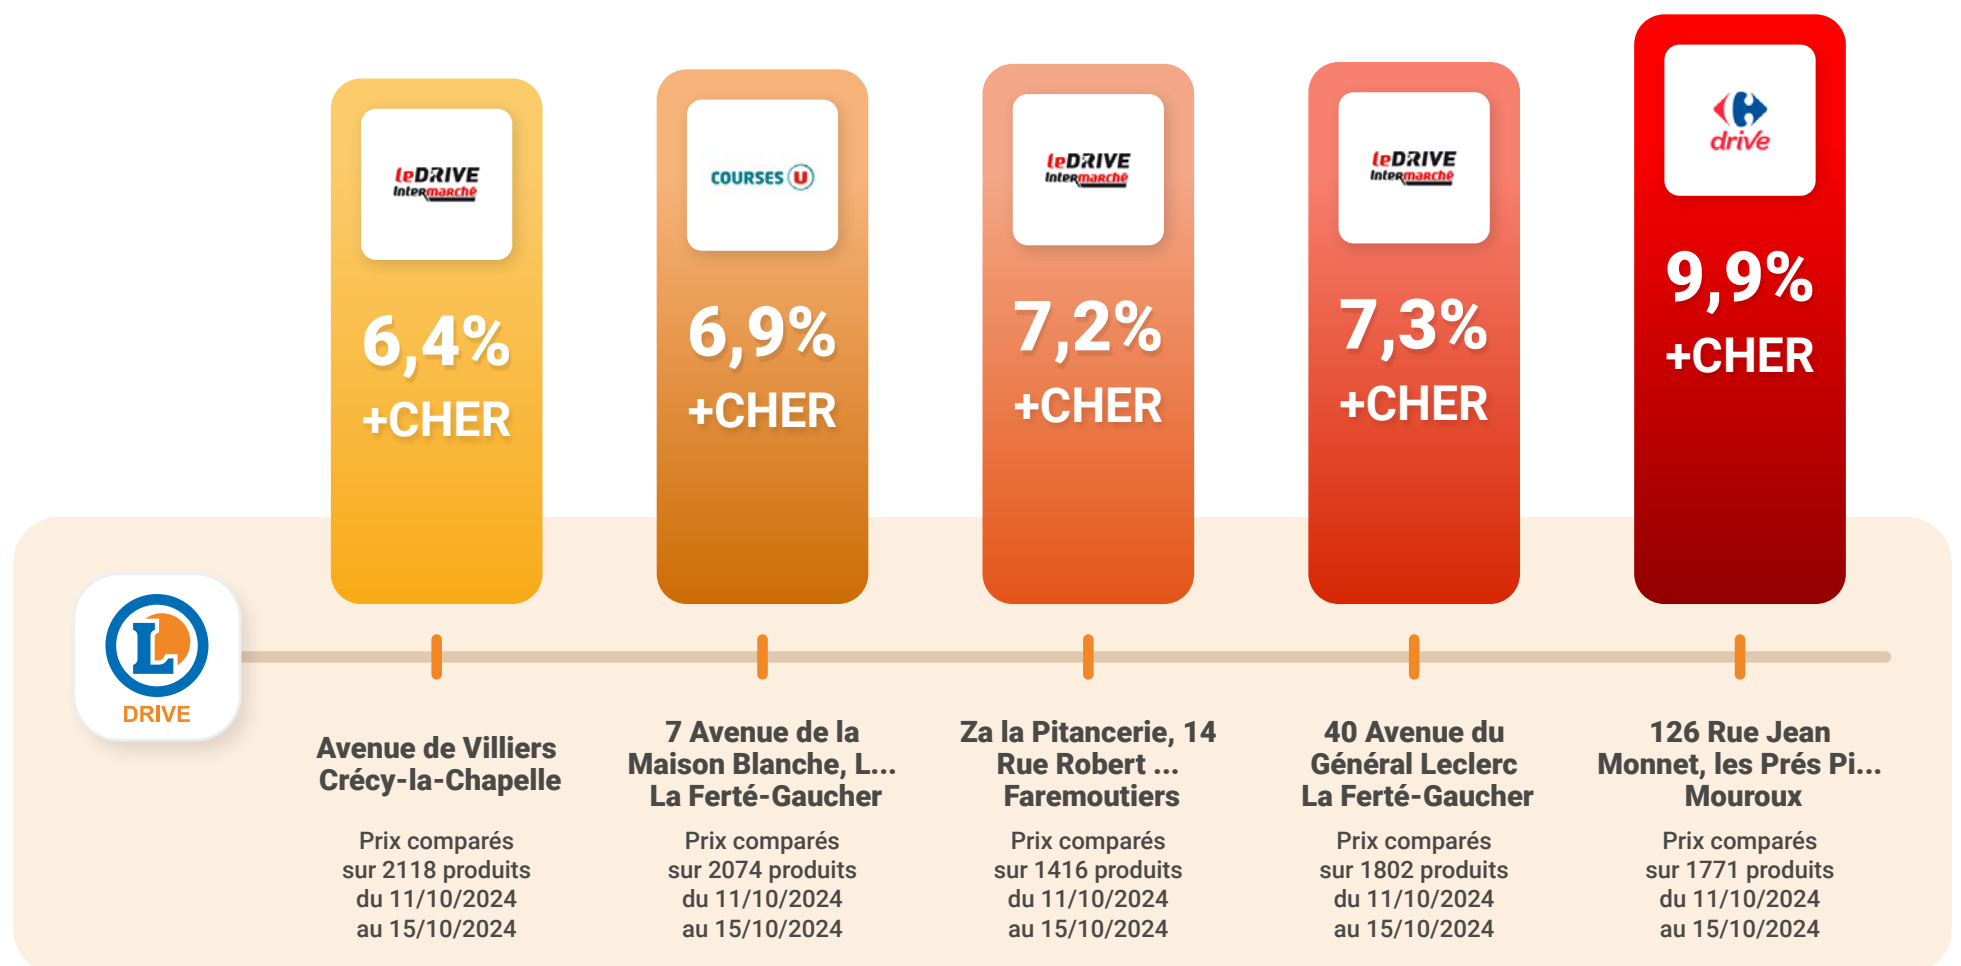 leDRIVE
Intermarché
6,4%
+CHER
COURSES U
6,9%
+CHER
leDRIVE
Intermarché
7,2%
+CHER
leDRIVE
Intermarché
7,3%
+CHER
drive
9,9%
+CHER
L
DRIVE
Avenue de Villiers
Crécy-la-Chapelle
Prix comparés
sur 2118 produits
du 11/10/2024
au 15/10/2024
7 Avenue de la
Maison Blanche, L...
La Ferté-Gaucher
Prix comparés
sur 2074 produits
du 11/10/2024
au 15/10/2024
Za la Pitancerie, 14
Rue Robert ...
Faremoutiers
Prix comparés
sur 1416 produits
du 11/10/2024
au 15/10/2024
40 Avenue du
Général Leclerc
La Ferté-Gaucher
Prix comparés
sur 1802 produits
du 11/10/2024
au 15/10/2024
126 Rue Jean
Monnet, les Prés Pi...
Mouroux
Prix comparés
sur 1771 produits
du 11/10/2024
au 15/10/2024